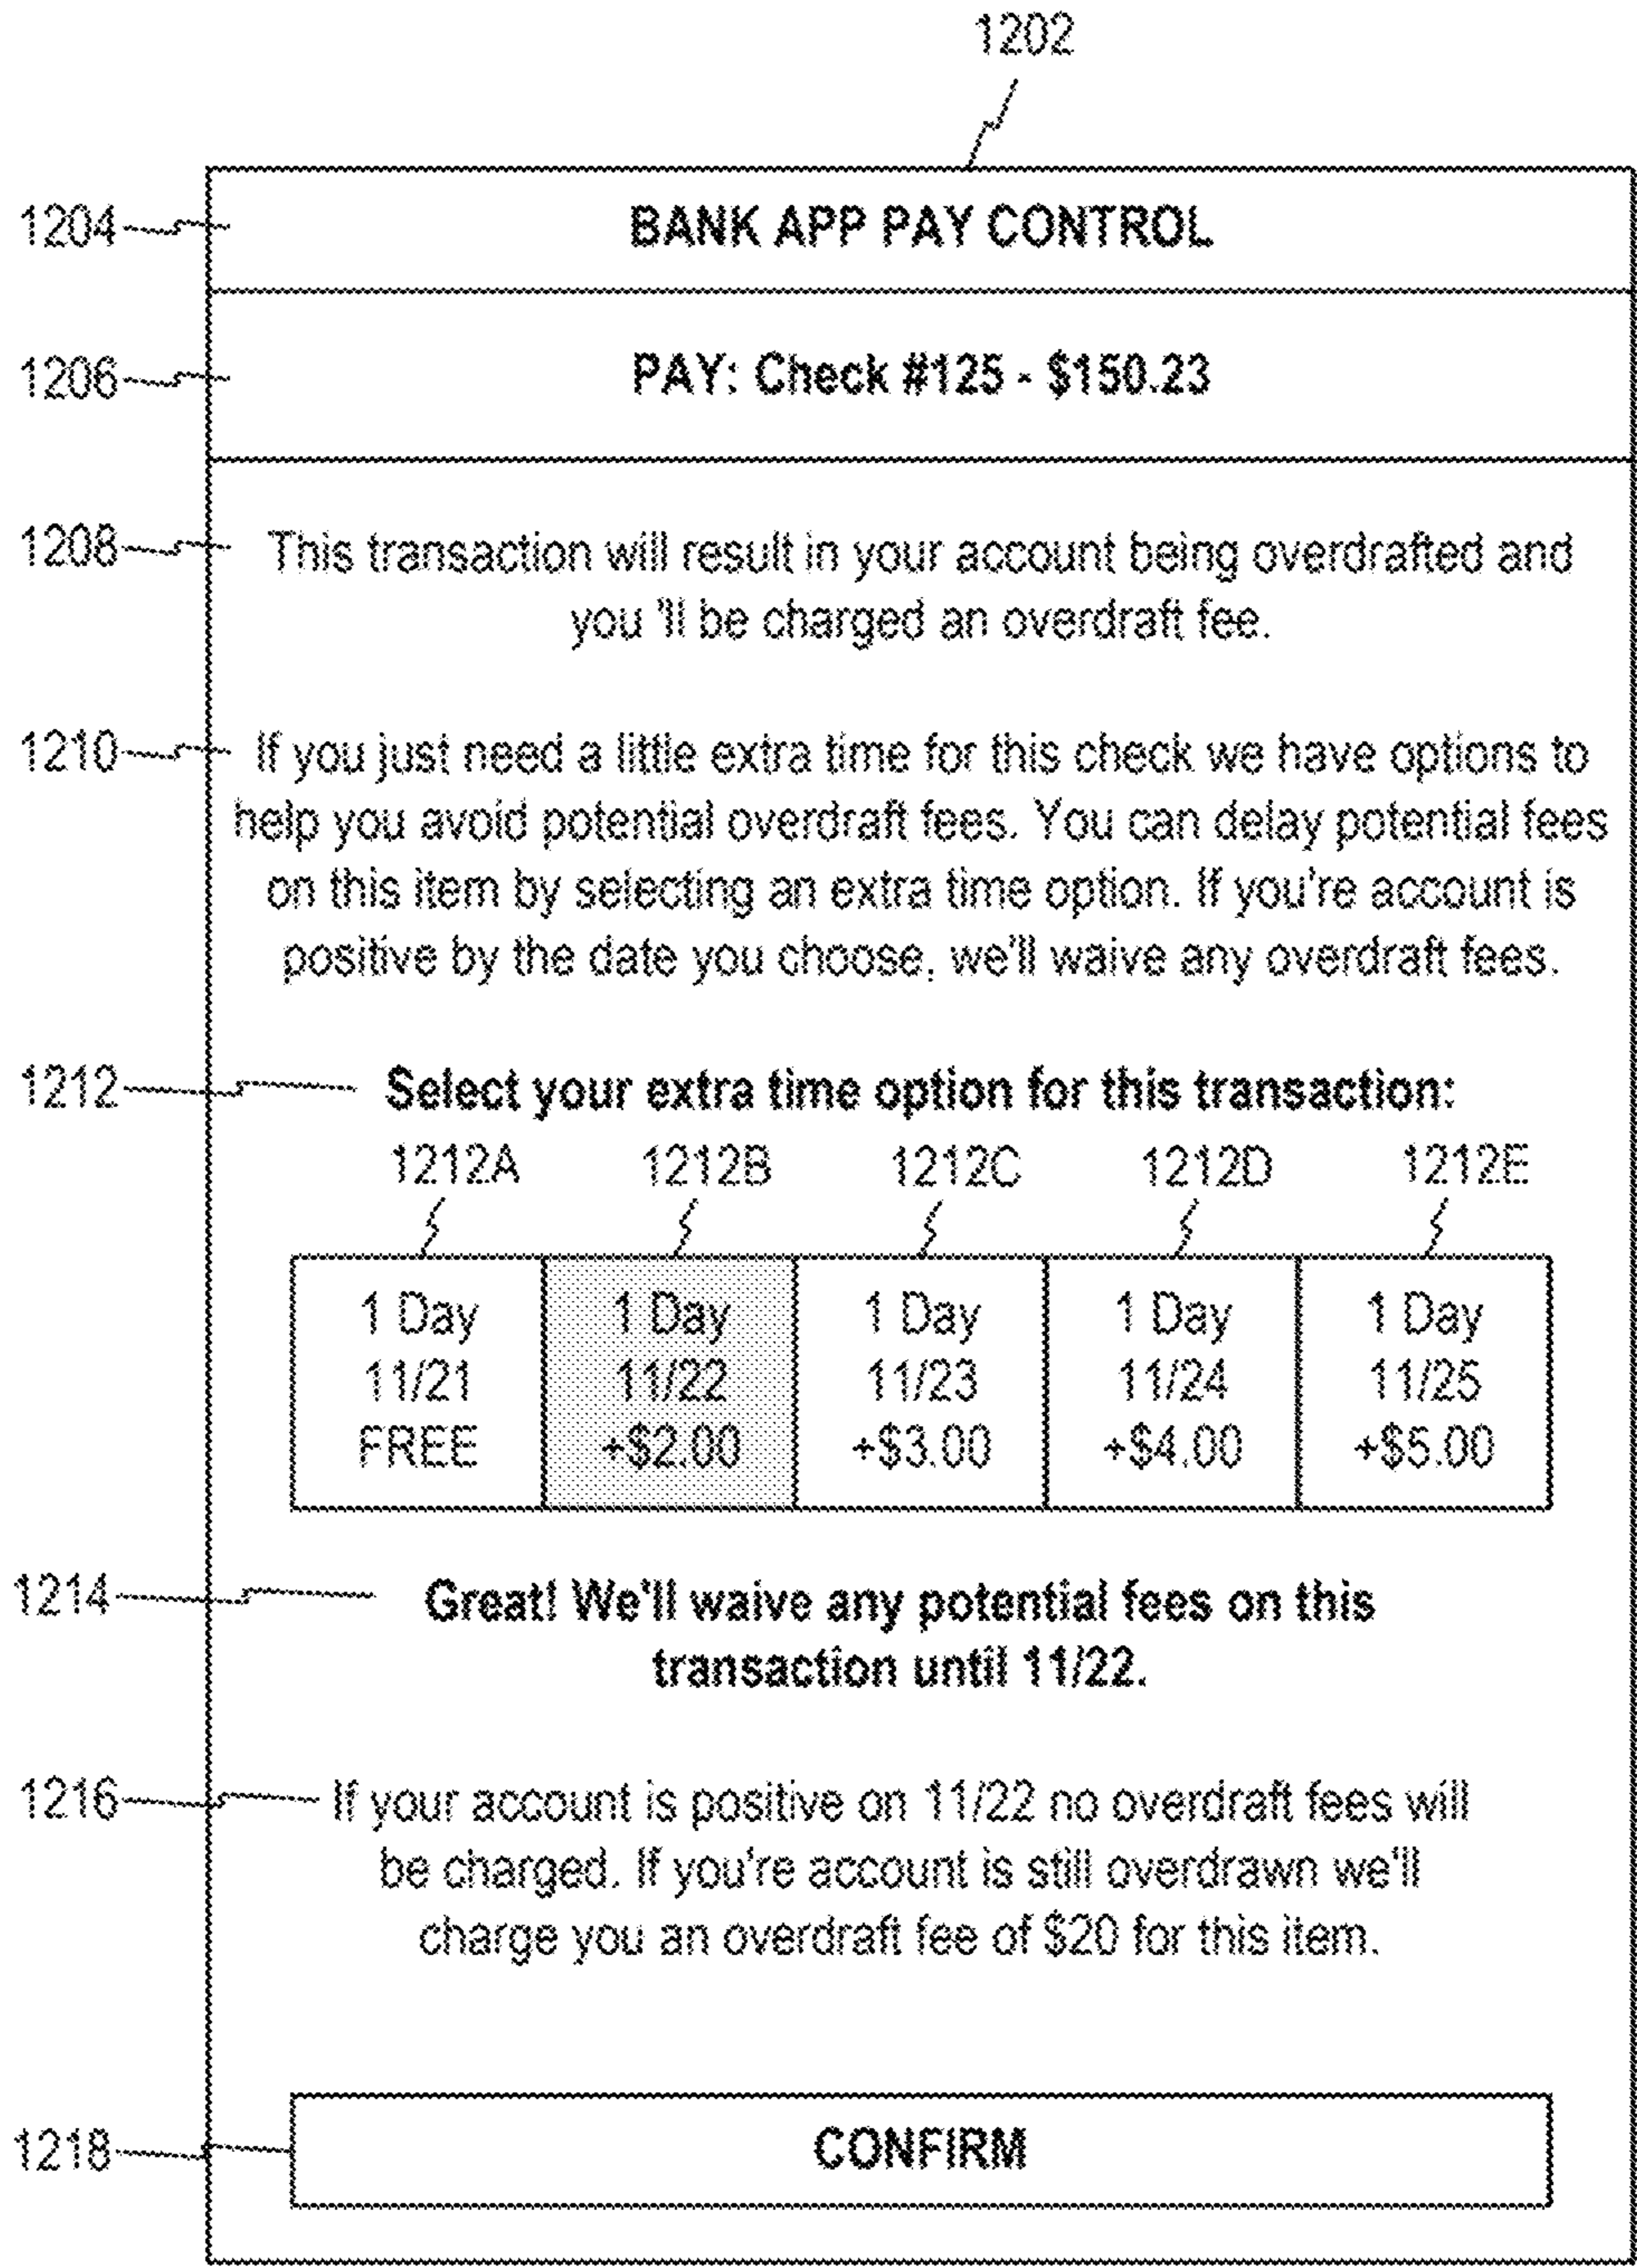 1202
1204
BANK APP PAY CONTROL
1206
PAY: Check #125 - $150.23
1208
This transaction will result in your account being overdrafted and
you 'll be charged an overdraft fee.
1210
If you just need a little extra time for this check we have options to
help you avoid potential overdraft fees. You can delay potential fees
on this item by selecting an extra time option. If you're account is
positive by the date you choose, we'll waive any overdraft fees.
1212
Select your extra time option for this transaction:
1212A 1212B 1212C 1212D 1212E
1 Day 1 Day 1 Day 1 Day 1 Day
11/21 11/22 11/23 11/24 11/25
FREE +$2.00 +$3.00 +$4.00 +$5.00
1214
Great! We'll waive any potential fees on this
transaction until 11/22.
1216
If your account is positive on 11/22 no overdraft fees will
be charged. If you're account is still overdrawn we'll
charge you an overdraft fee of $20 for this item.
1218
CONFIRM